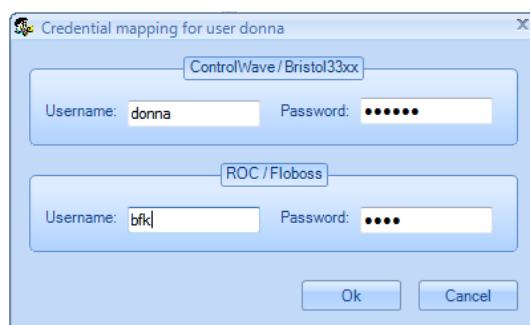 Credential mapping for user donna
ControlWave / Bristol33xx
Username: donna Password: ●●●●●●
ROC / Floboss
Username: bfk Password: ●●●●
Ok Cancel